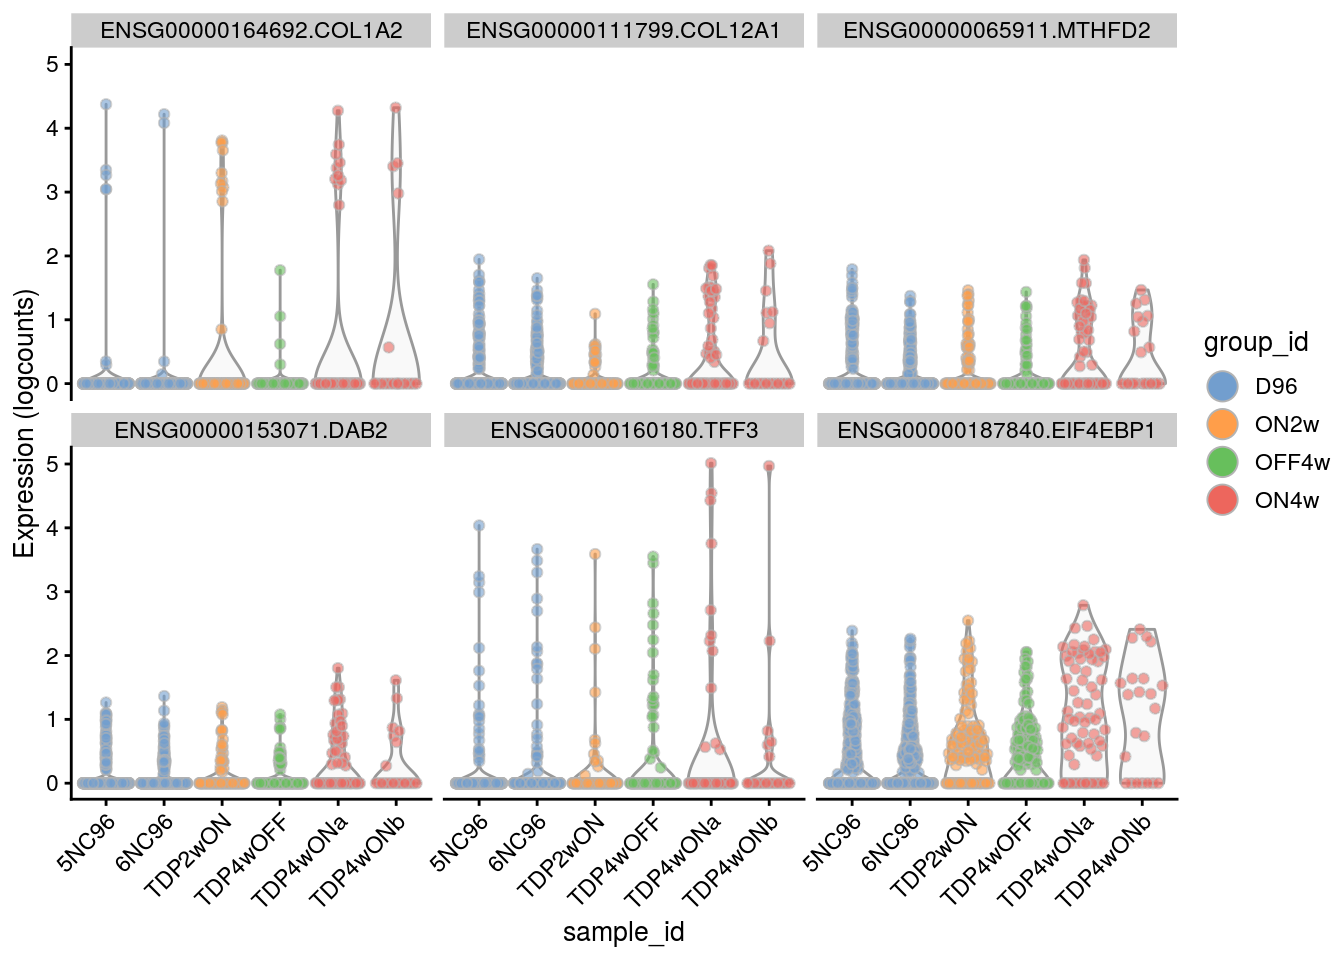 ENSG00000164692.COL1A2
ENSG00000111799.COL12A1
ENSG00000065911.MTHFD2
5
4
3
2
1
0
ENSG00000153071.DAB2
ENSG00000160180.TFF3
ENSG00000187840.EIF4EBP1
5
4
3
2
1
0
Expression (logcounts)
5NC96
6NC96
TDP2wON
TDP4wOFF
TDP4wONa
TDP4wONb
5NC96
6NC96
TDP2wON
TDP4wOFF
TDP4wONa
TDP4wONb
5NC96
6NC96
TDP2wON
TDP4wOFF
TDP4wONa
TDP4wONb
sample_id
group_id
D96
ON2w
OFF4w
ON4w